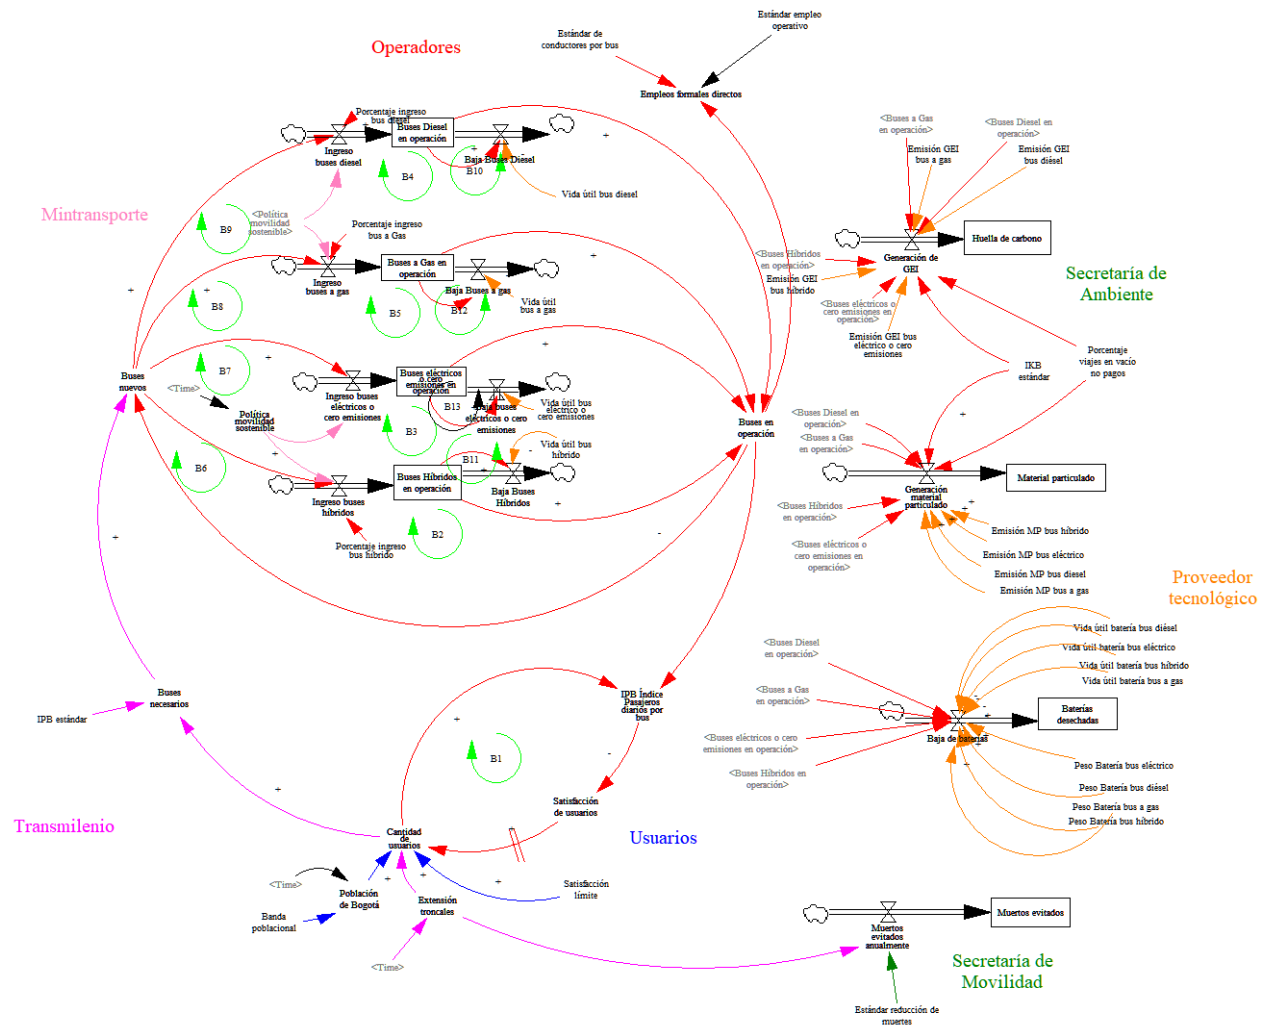 Estándar empleo
operativo
Estándar de
conductores por bus
Operadores
Empleos formales directos
Porcentaje ingreso
bus diesel
Buses Diesel
en operación
Ingreso
buses diesel
Baja Buses Diesel
B4
B10
Vida útil bus diesel
Mintransporte
<Política
movilidad
sostenible>
B9
Porcentaje ingreso
bus a Gas
Buses a Gas en
operación
Ingreso
buses a gas
Baja Buses a gas
Vida útil
bus a gas
B8
B5
B12
Buses
nuevos
B7
<Time>
Política
movilidad
sostenible
Buses eléctricos
o cero
emisiones en
operación
Ingreso buses
eléctricos o
cero emisiones
B13
Baja buses
eléctricos o cero
emisiones
Vida útil bus
eléctrico o
cero emisiones
B3
Vida útil bus
híbrido
B6
B11
Buses Híbridos
en operación
Ingreso buses
híbridos
Baja Buses
Híbridos
Porcentaje ingreso
bus híbrido
B2
Buses en
operación
<Buses a Gas
en operación>
<Buses Diesel en
operación>
Emisión GEI
bus a gas
Emisión GEI
bus diésel
Huella de carbono
Generación de
GEI
<Buses Híbridos
en operación>
Emisión GEI
bus híbrido
<Buses eléctricos o
cero emisiones en
operación>
Emisión GEI bus
eléctrico o cero
emisiones
Secretaría de
Ambiente
IKB
estándar
Porcentaje
viajes en vacío
no pagos
<Buses Diesel en
operación>
<Buses a Gas
en operación>
Material particulado
Generación
material
particulado
<Buses Híbridos
en operación>
<Buses eléctricos o
cero emisiones en
operación>
Emisión MP bus híbrido
Emisión MP bus eléctrico
Emisión MP bus diesel
Emisión MP bus a gas
Proveedor
tecnológico
<Buses Diesel
en operación>
Vida útil batería bus diésel
Vida útil batería bus eléctrico
Vida útil batería bus híbrido
Vida útil batería bus a gas
<Buses a Gas
en operación>
Baterías
desechadas
Baja de baterías
<Buses eléctricos o cero
emisiones en operación>
<Buses Híbridos en
operación>
Peso Batería bus eléctrico
Peso Batería bus diésel
Peso Batería bus a gas
Peso Bateria bus híbrido
Buses
necesarios
IPB estándar
IPB Índice
Pasajeros
diarios por
bus
B1
Satisfacción
de usuarios
Transmilenio
Usuarios
Cantidad
de
usuarios
<Time>
Población
de Bogotá
Banda
poblacional
Extensión
troncales
Satisfacción
límite
<Time>
Muertos evitados
Muertos
evitados
anualmente
Secretaría de
Movilidad
Estándar reducción de
muertes